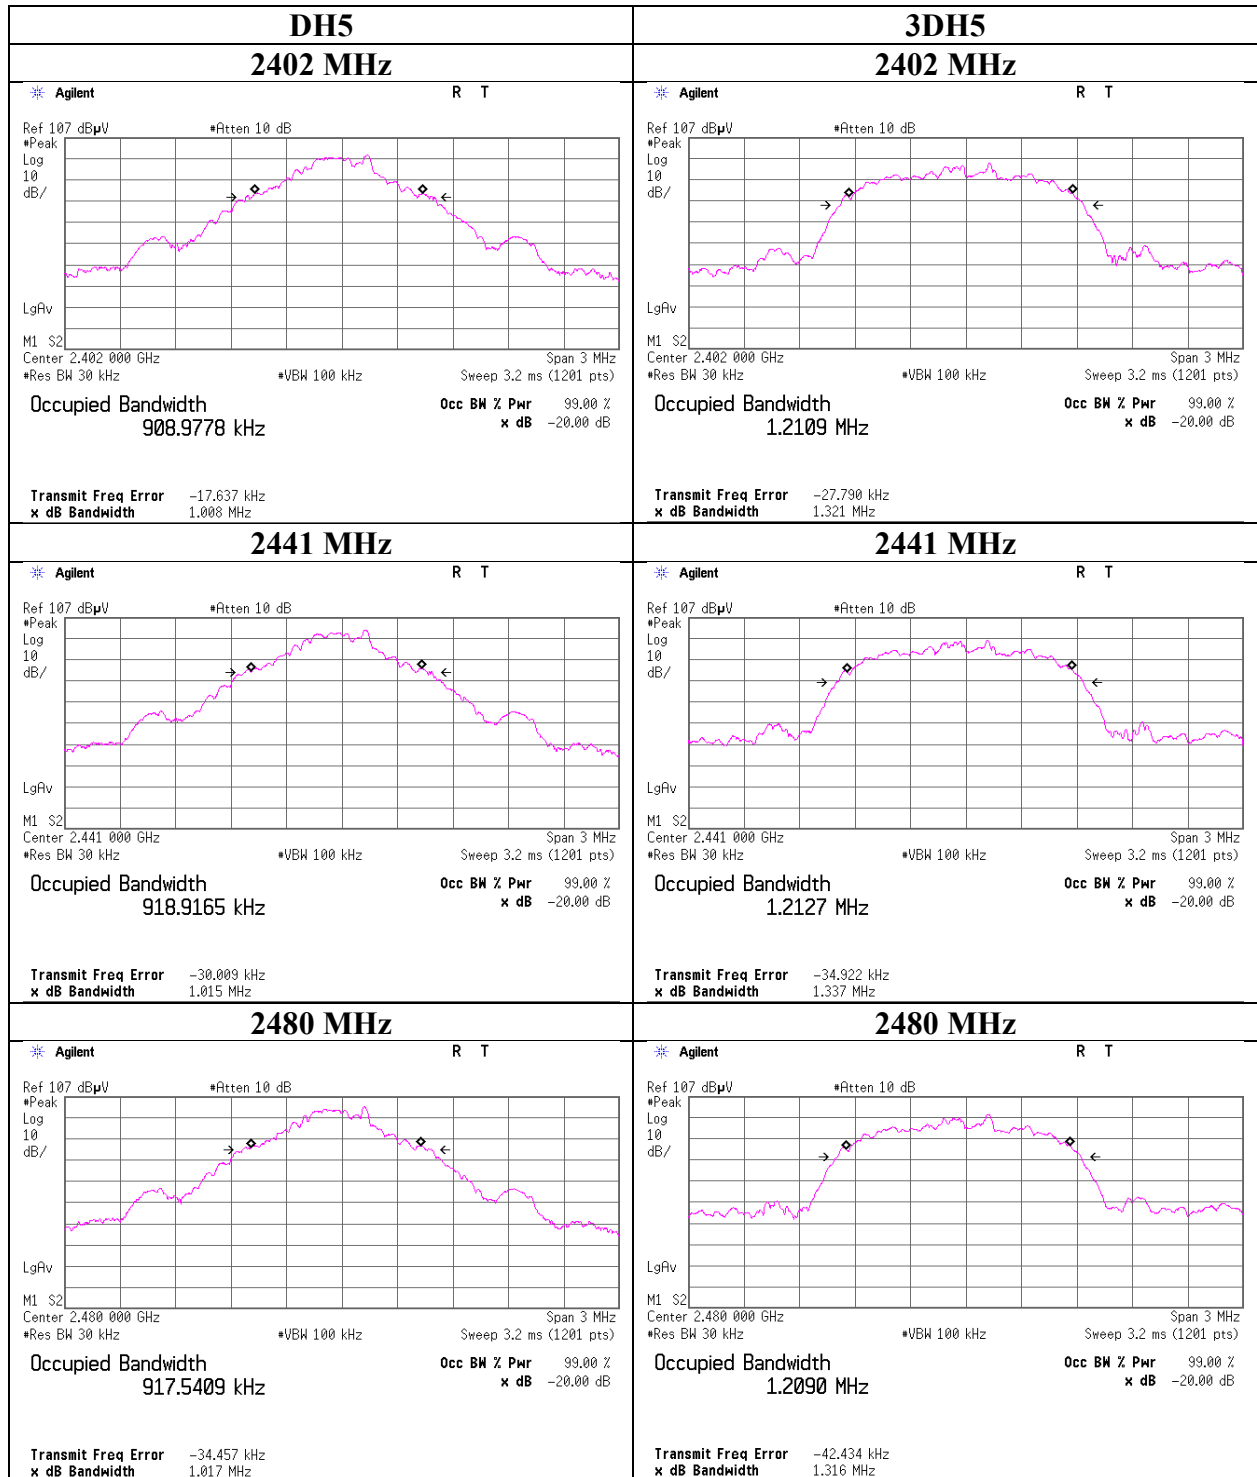 DH5
3DH5
2402 MHz
2402 MHz
Agilent R T
Ref 107 dBµV #Atten 10 dB
#Peak
Log
10
dB/
LgAv
M1 S2
Center 2.402 000 GHz Span 3 MHz
#Res BW 30 kHz #VBW 100 kHz Sweep 3.2 ms (1201 pts)
Occupied Bandwidth Occ BW % Pwr 99.00 %
908.9778 kHz x dB -20.00 dB
Transmit Freq Error -17.637 kHz
x dB Bandwidth 1.008 MHz
Agilent R T
Ref 107 dBµV #Atten 10 dB
#Peak
Log
10
dB/
LgAv
M1 S2
Center 2.402 000 GHz Span 3 MHz
#Res BW 30 kHz #VBW 100 kHz Sweep 3.2 ms (1201 pts)
Occupied Bandwidth Occ BW % Pwr 99.00 %
1.2109 MHz x dB -20.00 dB
Transmit Freq Error -27.790 kHz
x dB Bandwidth 1.321 MHz
2441 MHz
2441 MHz
Agilent R T
Ref 107 dBµV #Atten 10 dB
#Peak
Log
10
dB/
LgAv
M1 S2
Center 2.441 000 GHz Span 3 MHz
#Res BW 30 kHz #VBW 100 kHz Sweep 3.2 ms (1201 pts)
Occupied Bandwidth Occ BW % Pwr 99.00 %
918.9165 kHz x dB -20.00 dB
Transmit Freq Error -30.009 kHz
x dB Bandwidth 1.015 MHz
Agilent R T
Ref 107 dBµV #Atten 10 dB
#Peak
Log
10
dB/
LgAv
M1 S2
Center 2.441 000 GHz Span 3 MHz
#Res BW 30 kHz #VBW 100 kHz Sweep 3.2 ms (1201 pts)
Occupied Bandwidth Occ BW % Pwr 99.00 %
1.2127 MHz x dB -20.00 dB
Transmit Freq Error -34.922 kHz
x dB Bandwidth 1.337 MHz
2480 MHz
2480 MHz
Agilent R T
Ref 107 dBµV #Atten 10 dB
#Peak
Log
10
dB/
LgAv
M1 S2
Center 2.480 000 GHz Span 3 MHz
#Res BW 30 kHz #VBW 100 kHz Sweep 3.2 ms (1201 pts)
Occupied Bandwidth Occ BW % Pwr 99.00 %
917.5409 kHz x dB -20.00 dB
Transmit Freq Error -34.457 kHz
x dB Bandwidth 1.017 MHz
Agilent R T
Ref 107 dBµV #Atten 10 dB
#Peak
Log
10
dB/
LgAv
M1 S2
Center 2.480 000 GHz Span 3 MHz
#Res BW 30 kHz #VBW 100 kHz Sweep 3.2 ms (1201 pts)
Occupied Bandwidth Occ BW % Pwr 99.00 %
1.2090 MHz x dB -20.00 dB
Transmit Freq Error -42.434 kHz
x dB Bandwidth 1.316 MHz